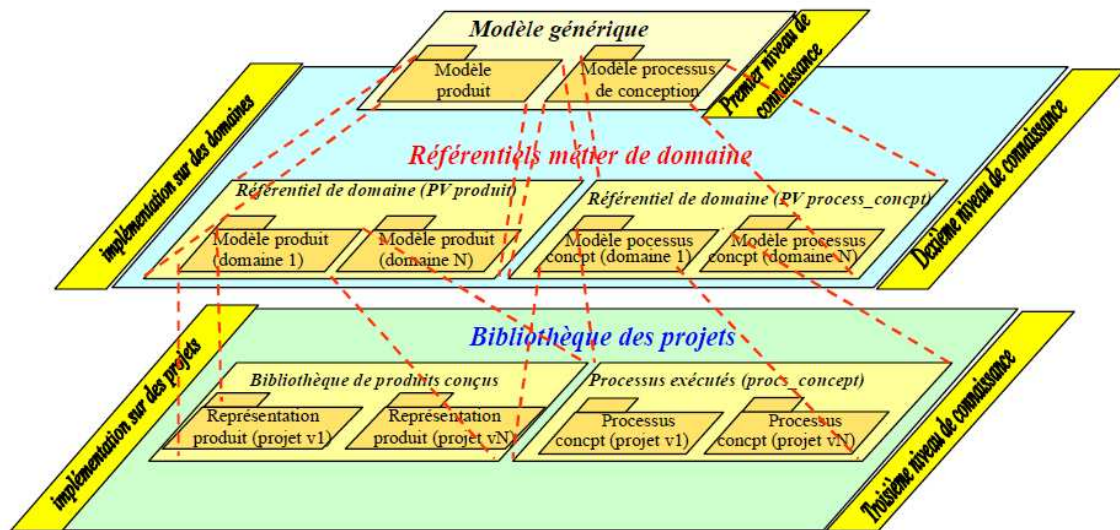 Modèle générique
Modèle
produit
Modèle processus
de conception
Premier niveau de
connaissance
implémentation sur des domaines
Référentiels métier de domaine
Référentiel de domaine (PV produit)
Référentiel de domaine (PV process_concpt)
Modèle produit
(domaine 1)
Modèle produit
(domaine N)
Modèle pocessus
concpt (domaine 1)
Modèle processus
concpt (domaine N)
Dexième niveau de connaissance
Bibliothèque des projets
implémentation sur des projets
Bibliothèque de produits conçus
Processus exécutés (procs_concept)
Représentation
produit (projet v1)
Représentation
produit (projet vN)
Processus
concpt (projet v1)
Processus
concpt (projet vN)
Troisième niveau de connaissance